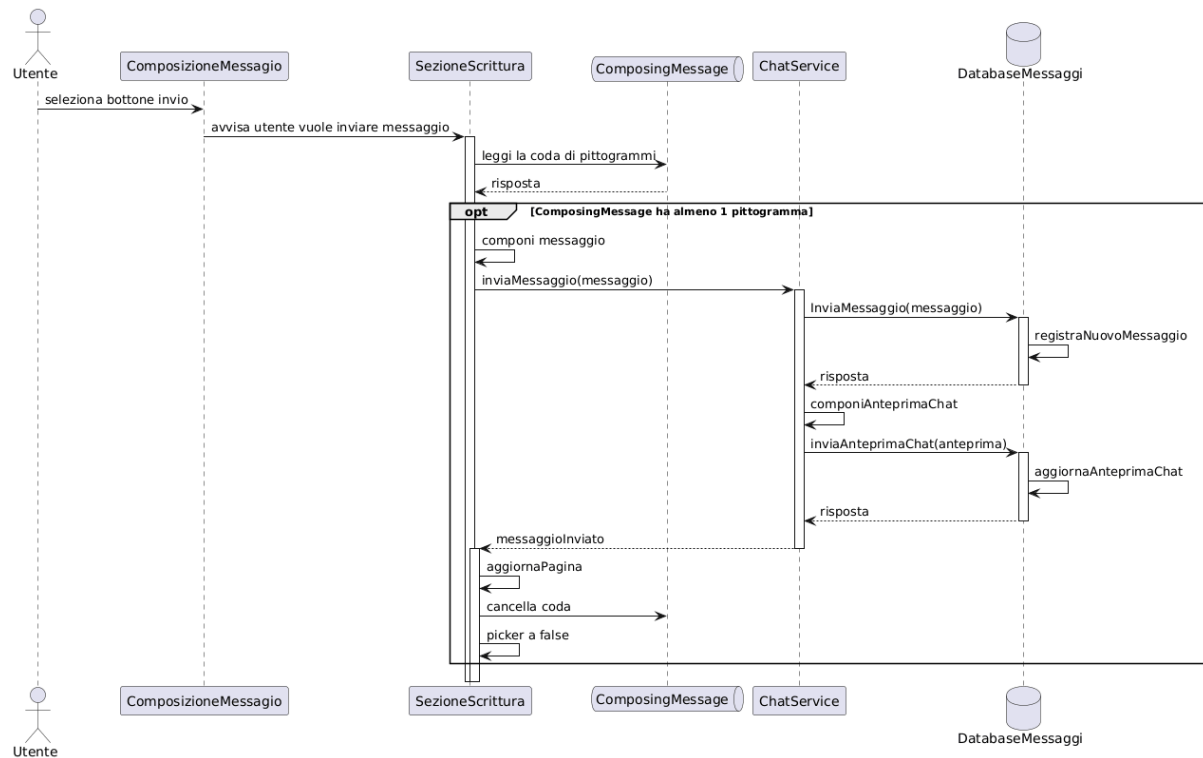 Utente
ComposizioneMessagio
SezioneScrittura
ComposingMessage
ChatService
DatabaseMessaggi
seleziona bottone invio
avvisa utente vuole inviare messaggio
leggi la coda di pittogrammi
risposta
opt
[ComposingMessage ha almeno 1 pittogramma]
componi messaggio
inviaMessaggio(messaggio)
InviaMessaggio(messaggio)
registraNuovoMessaggio
risposta
componiAnteprimaChat
inviaAnteprimaChat(anteprima)
aggiornaAnteprimaChat
risposta
messaggioInviato
aggiornaPagina
cancella coda
picker a false
Utente
ComposizioneMessagio
SezioneScrittura
ComposingMessage
ChatService
DatabaseMessaggi